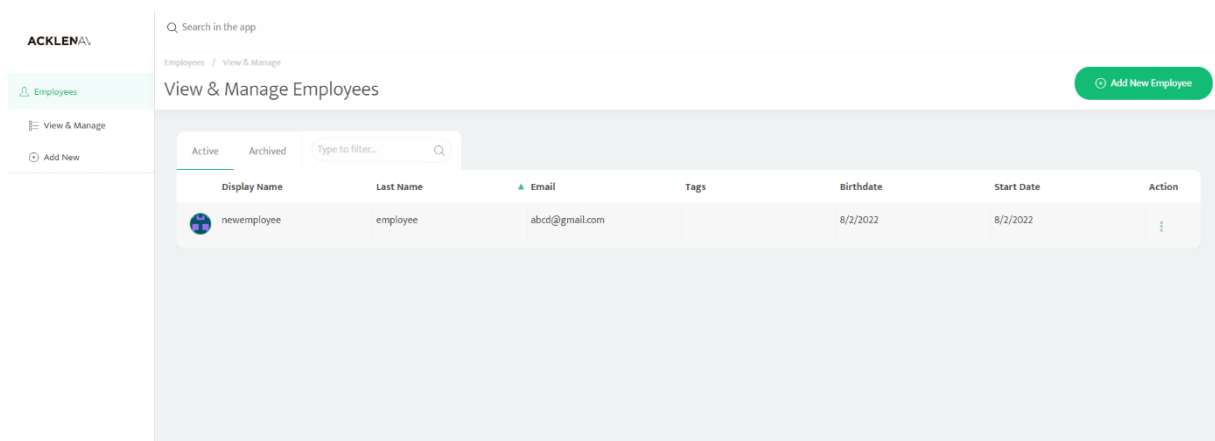 ACKLENAV
Search in the app
Employees / View & Manage
View & Manage Employees
Add New Employee
Employees
View & Manage
Add New
Active Archived Type to filter...
Display Name Last Name Email Tags Birthdate Start Date Action
newemployee employee abcd@gmail.com 8/2/2022 8/2/2022